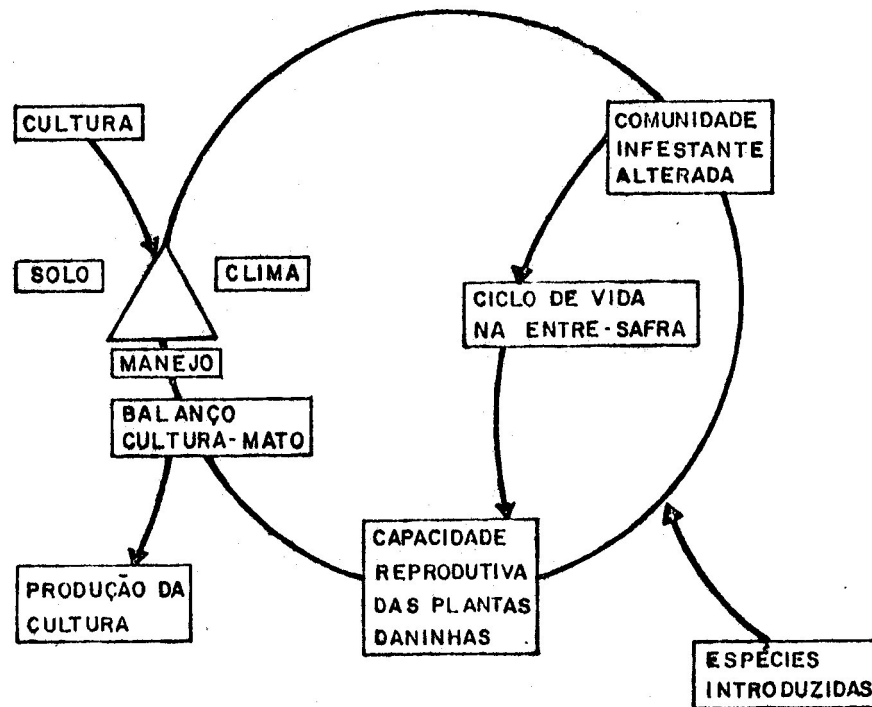 CULTURA
COMUNIDADE
INFESTANTE
ALTERADA
SOLO
CLIMA
CICLO DE VIDA
NA ENTRE-SAFRA
MANEJO
BALANÇO
CULTURA-MATO
CAPACIDADE
REPRODUTIVA
DAS PLANTAS
DANINHAS
PRODUÇÃO DA
CULTURA
ESPÉCIES
INTRODUZIDAS